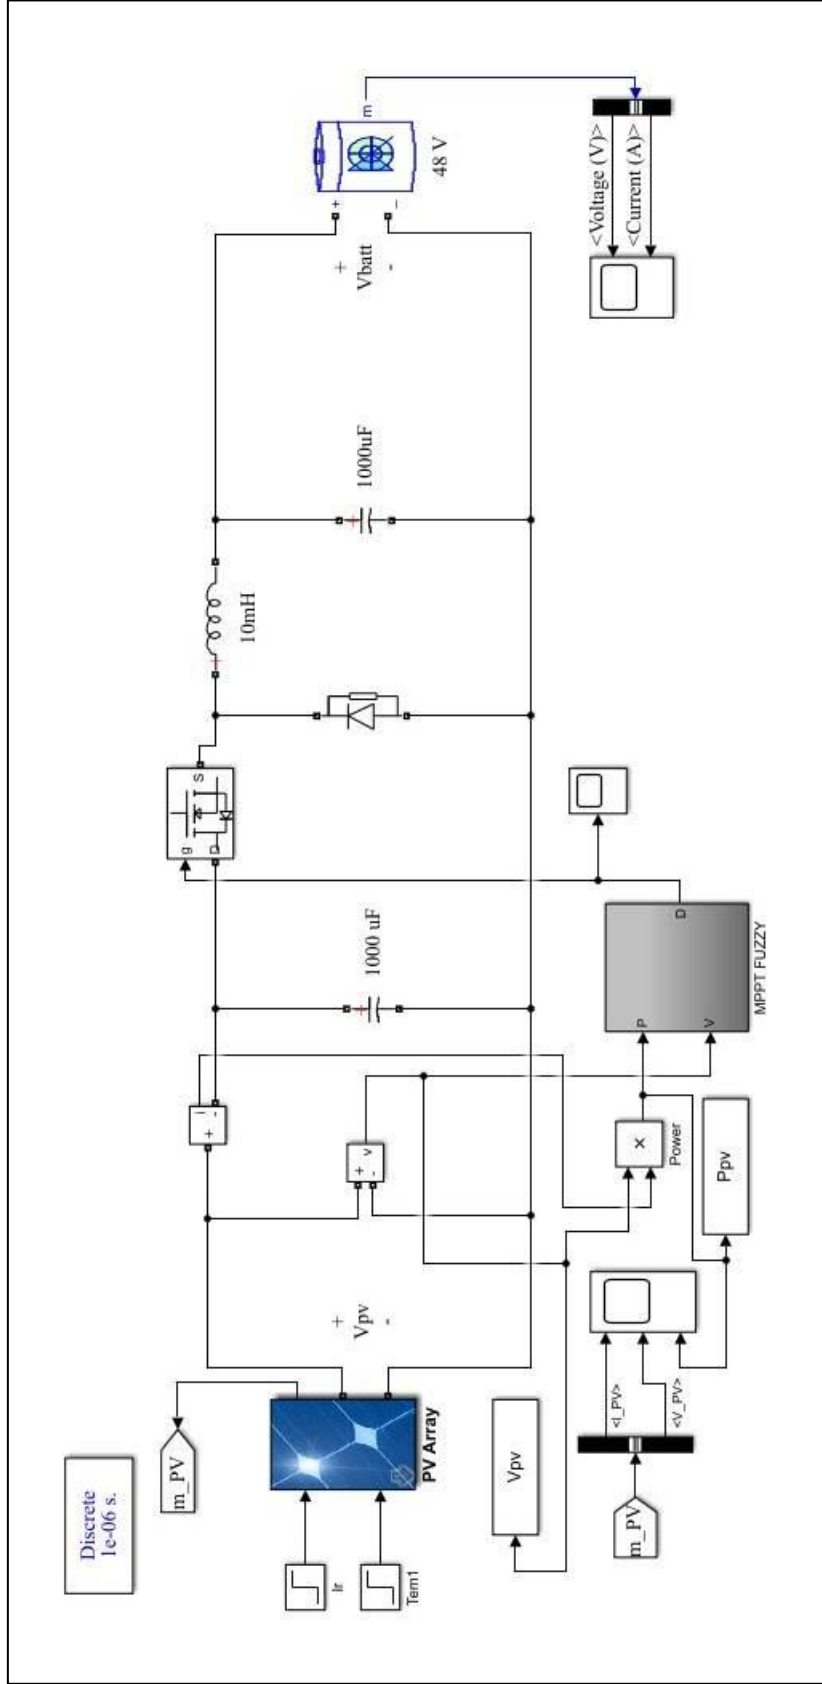 Discrete
1e-06 s.
m_PV
Ir
Tem1
PV Array
+
Vpv
-
+ i
-
+ v
-
1000 uF
g
D S
10mH
1000uF
+
Vbatt
-
+
-
m
48 V
<Voltage (V)>
<Current (A)>
Vpv
m_PV
<I_PV>
<V_PV>
Ppv
×
Power
P
V
D
MPPT FUZZY